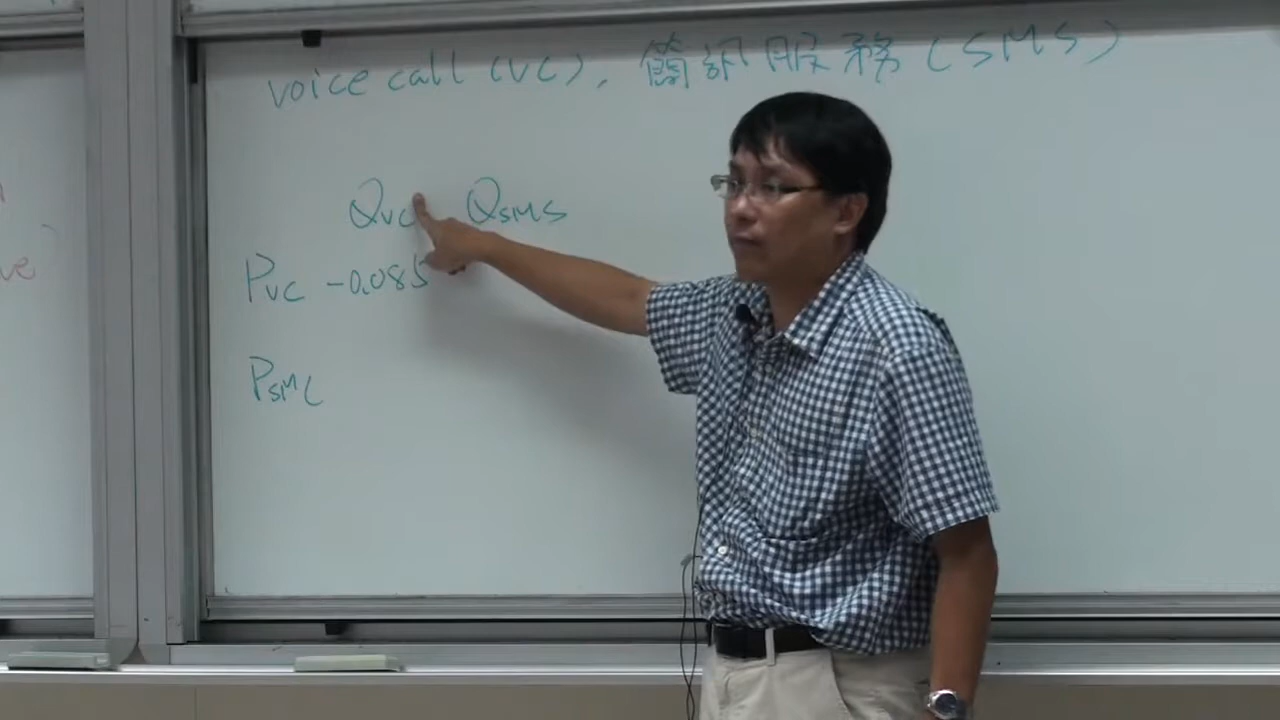 voice call (VC), 簡訊服務 (SMS)
Qvc QSMS
Pvc -0.085
PSMC